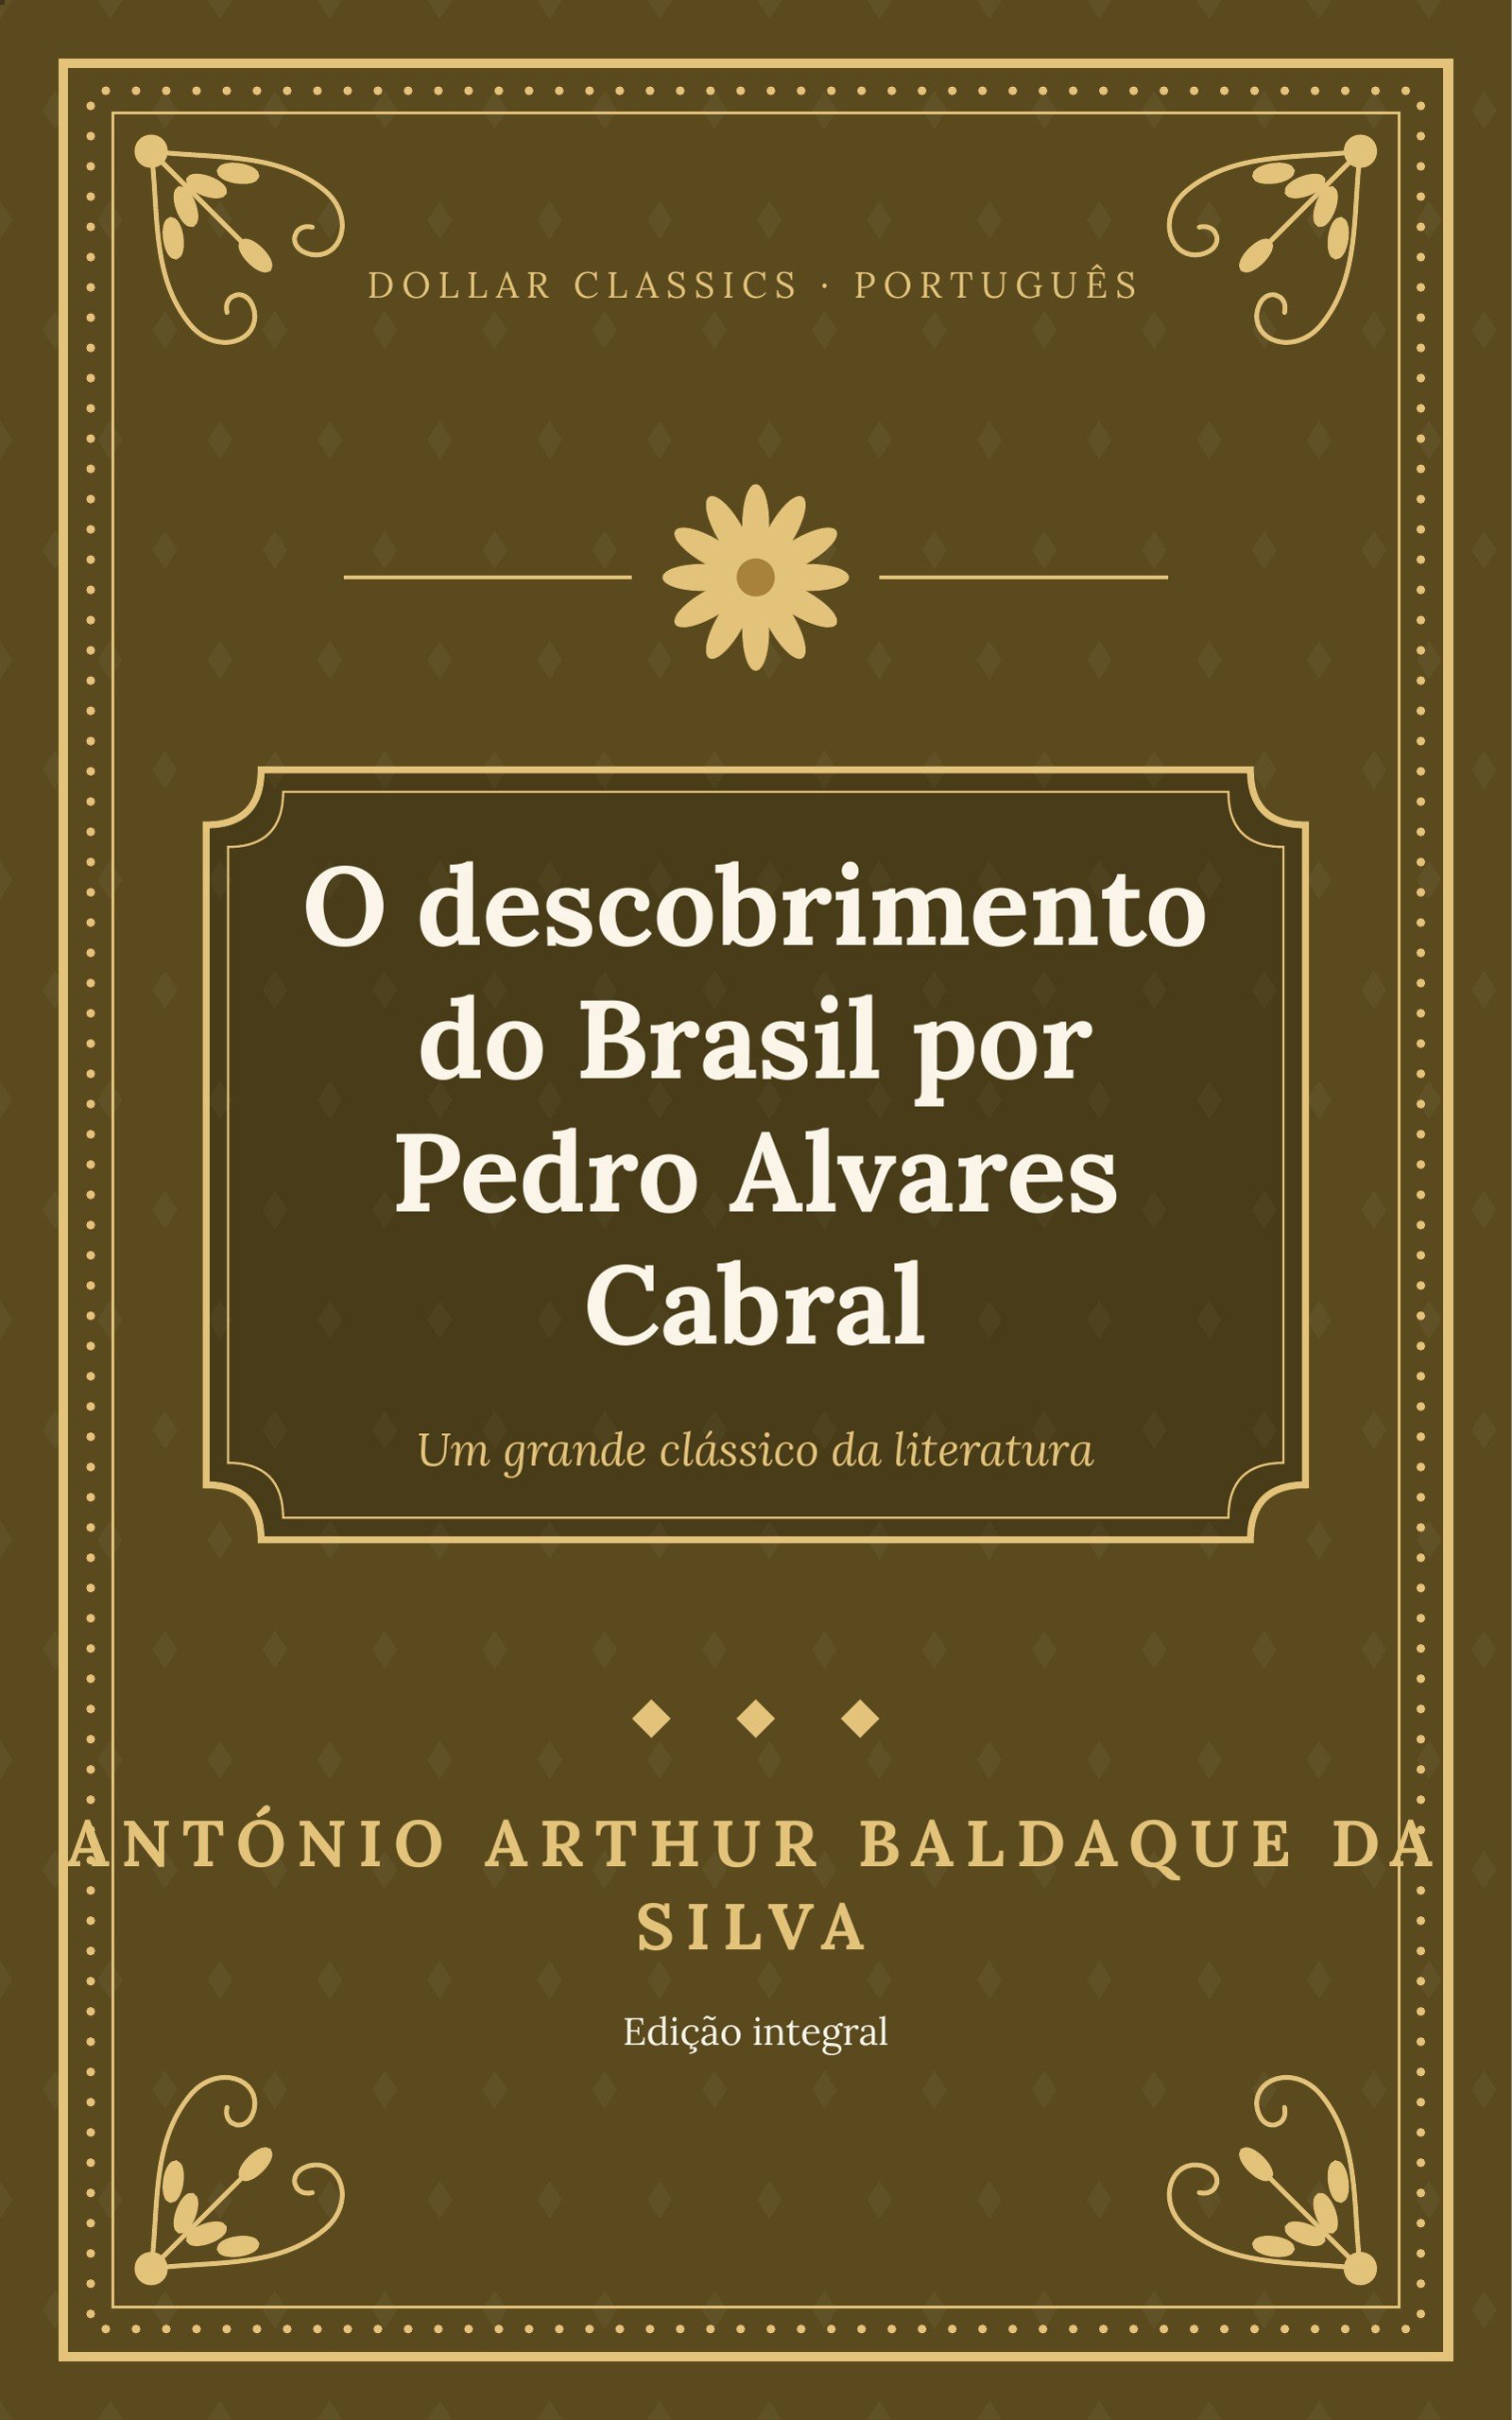 DOLLAR CLASSICS · PORTUGUÊS
O descobrimento
do Brasil por
Pedro Alvares
Cabral
Um grande clássico da literatura
ANTÓNIO ARTHUR BALDAQUE DA
SILVA
Edição integral